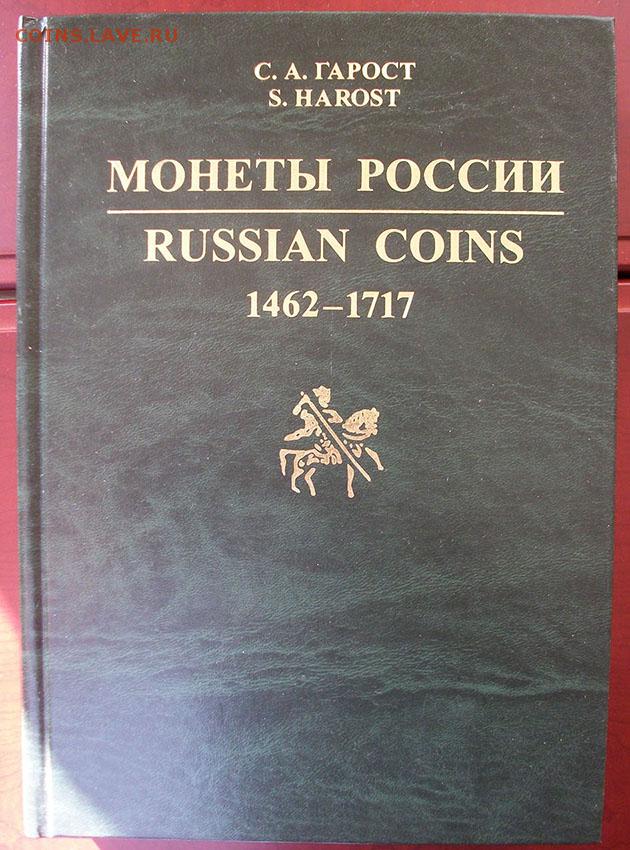 COINS.LAVE.RU
С. А. ГАРОСТ
S. HAROST
МОНЕТЫ РОССИИ
RUSSIAN COINS
1462–1717